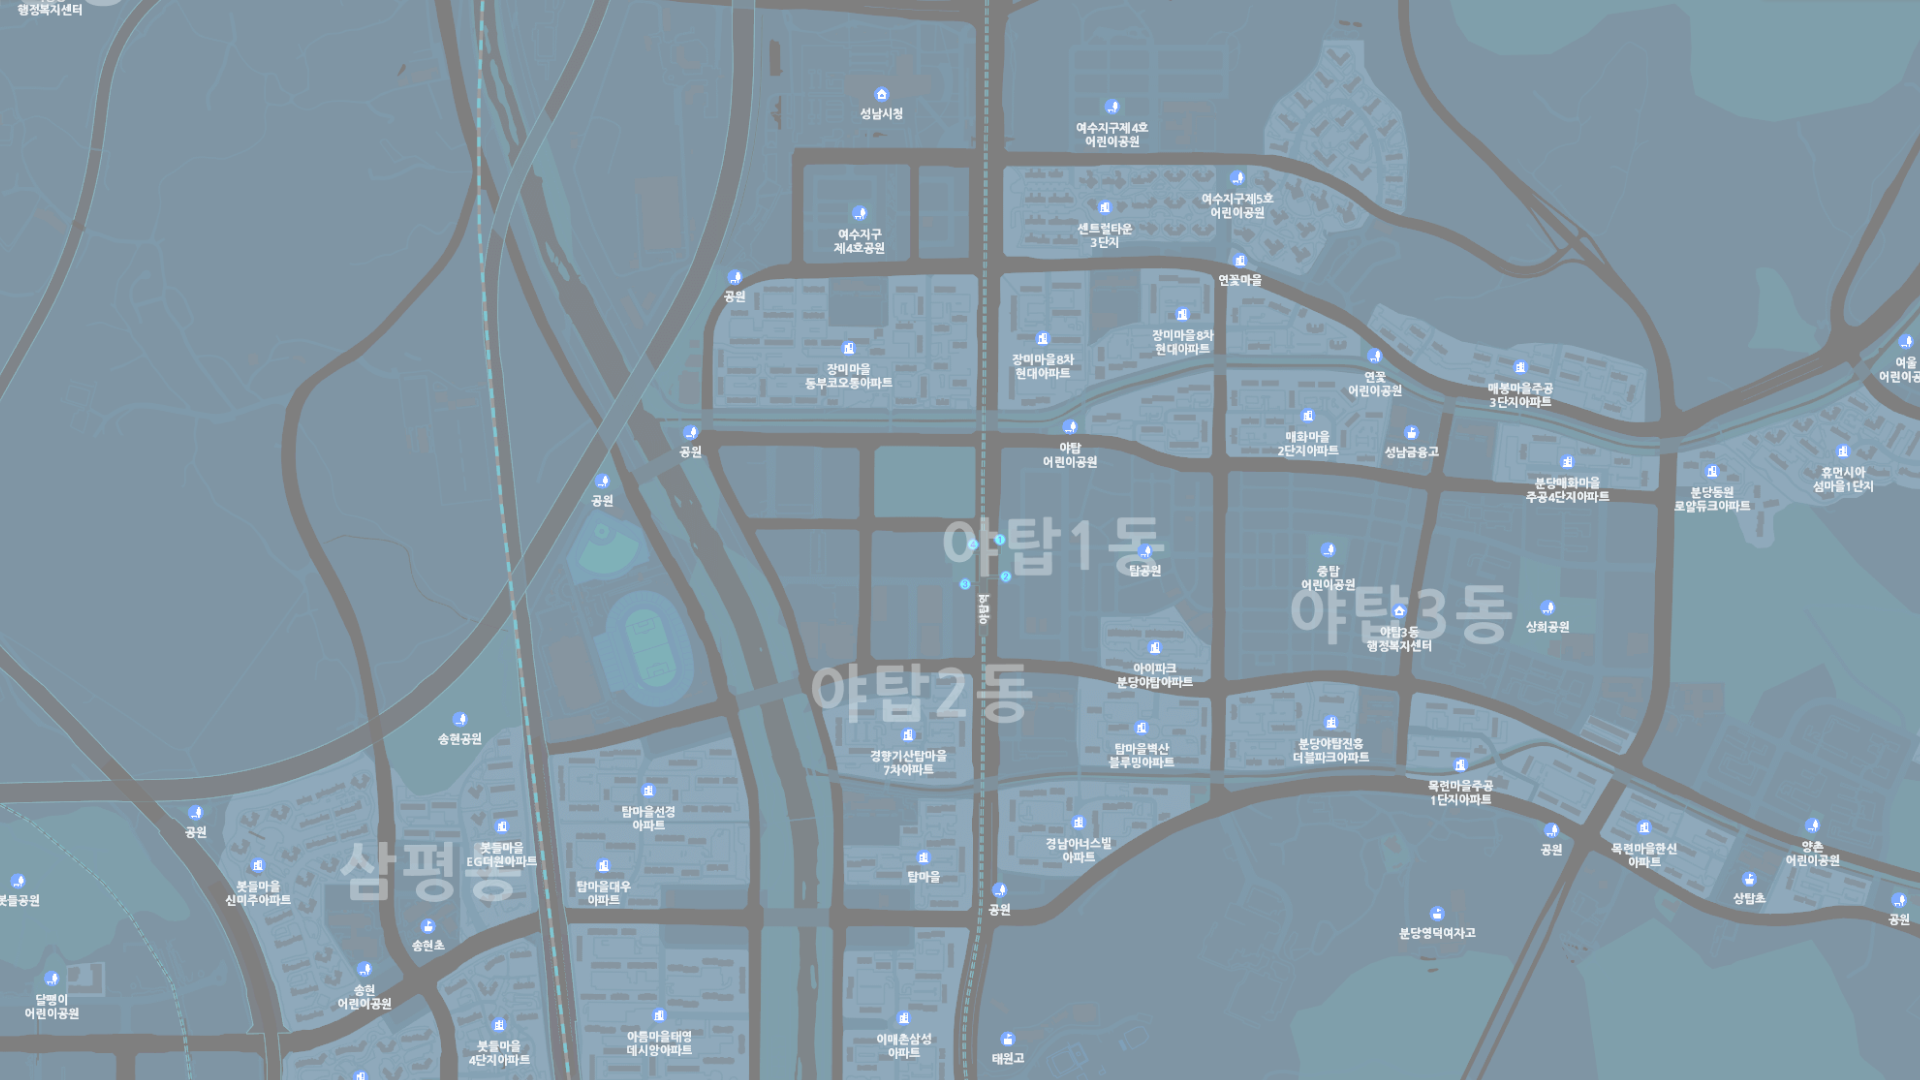 행정복지센터
성남시청
여수지구제4호
어린이공원
여수지구제5호
어린이공원
센트럴타운
3단지
여수지구
제4호공원
연꽃마을
공원
장미마을8차
현대아파트
장미마을
동부코오롱아파트
장미마을8차
현대아파트
연꽃
어린이공원
매봉마을주공
3단지아파트
여울
어린이공
공원
야탑
어린이공원
매화마을
2단지아파트
성남금융고
분당매화마을
주공4단지아파트
분당동원
로얄듀크아파트
휴먼시아
섬마을1단지
공원
야탑1동
4
1
3
2
탑공원
야탑역
중탑
어린이공원
야탑3동
야탑3동
행정복지센터
상희공원
아이파크
분당야탑아파트
야탑2동
송현공원
경향기산탑마을
7차아파트
탑마을벽산
블루밍아파트
분당야탑진흥
더블파크아파트
목련마을주공
1단지아파트
공원
탑마을선경
아파트
경남아너스빌
아파트
공원
목련마을한신
아파트
양촌
어린이공원
삼평동
붓들마을
EG더원아파트
붓들마을
신미주아파트
탑마을대우
아파트
탑마을
공원
상탑초
붓들공원
공원
송현초
분당영덕여자고
달팽이
어린이공원
송현
어린이공원
붓들마을
4단지아파트
아름마을태영
데시앙아파트
이매촌삼성
아파트
태원고